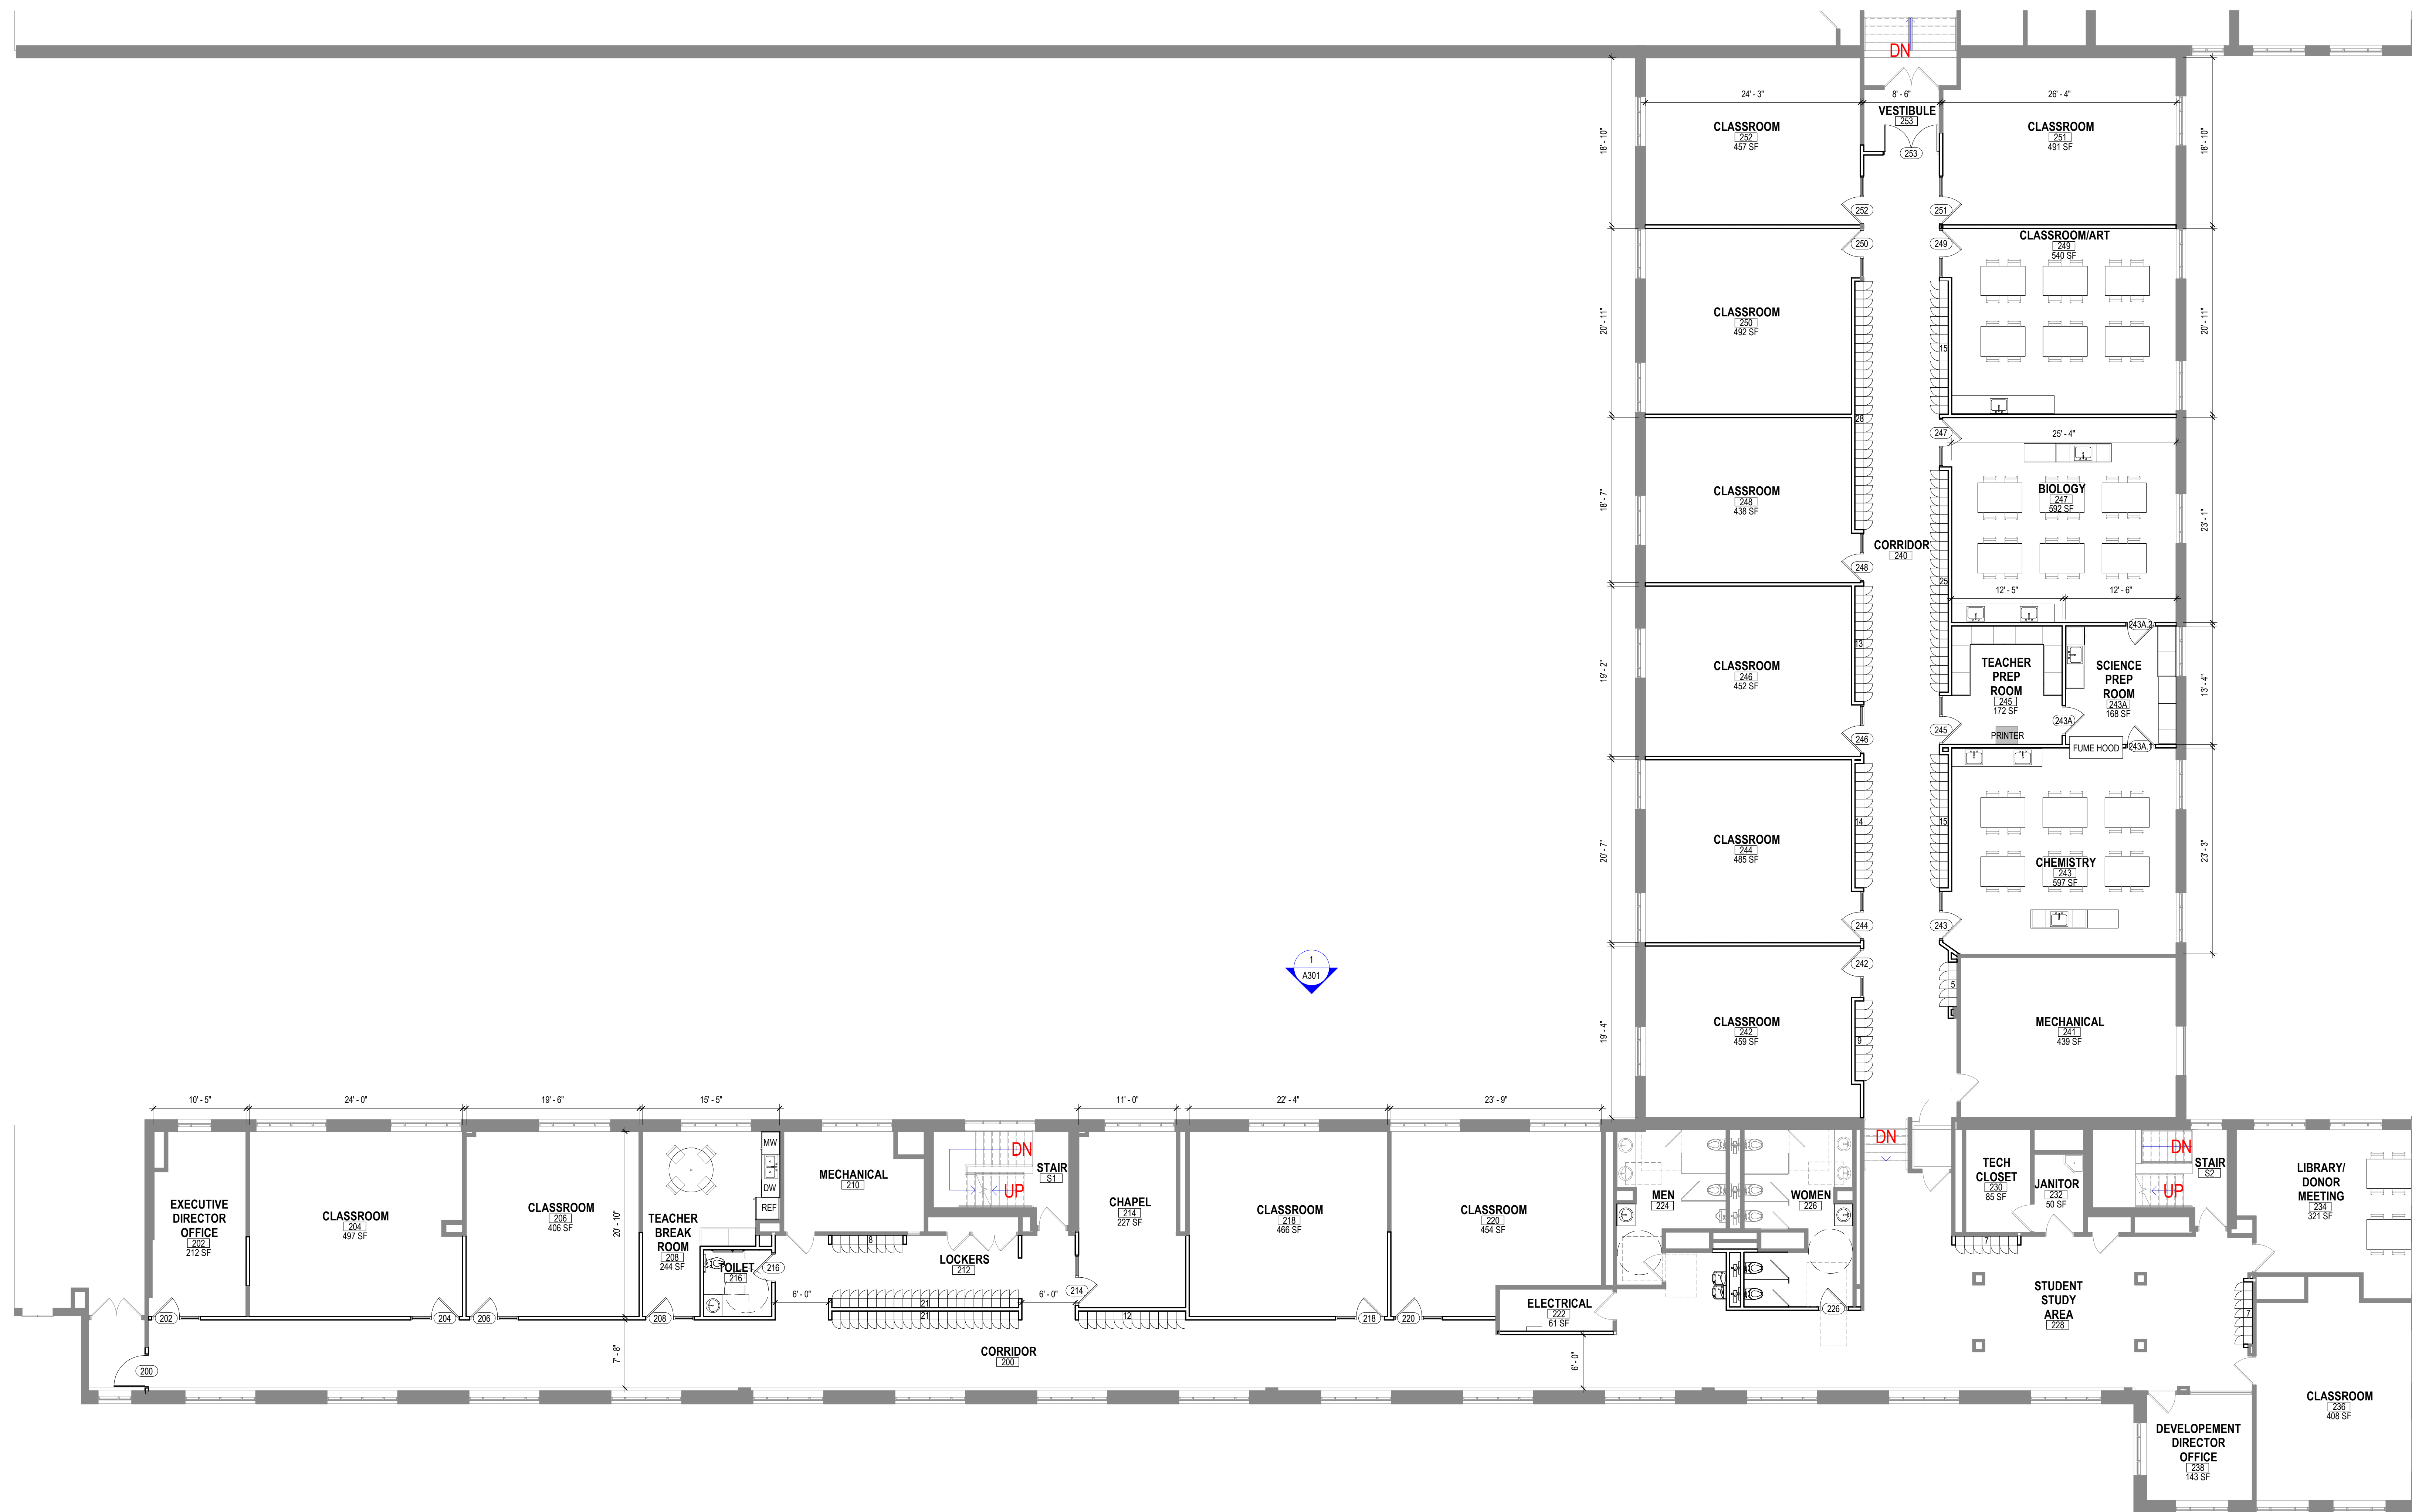 DN
24' - 3"
8' - 6"
26' - 4"
VESTIBULE
253
253
CLASSROOM
252
457 SF
CLASSROOM
251
491 SF
18' - 10"
18' - 10"
252
251
250
249
CLASSROOM/ART
249
540 SF
CLASSROOM
250
492 SF
20' - 11"
20' - 11"
15
28
247
25' - 4"
CLASSROOM
248
438 SF
18' - 7"
BIOLOGY
247
592 SF
23' - 1"
CORRIDOR
240
248
25
12' - 5"
12' - 6"
243A.2
CLASSROOM
246
452 SF
19' - 2"
13
TEACHER
PREP
ROOM
245
172 SF
SCIENCE
PREP
ROOM
243A
168 SF
13' - 4"
243A
246
245
PRINTER
FUME HOOD
243A.1
CLASSROOM
244
485 SF
20' - 7"
14
15
CHEMISTRY
243
597 SF
23' - 3"
244
243
1
A301
242
5
CLASSROOM
242
459 SF
19' - 4"
9
MECHANICAL
241
439 SF
10' - 5"
24' - 0"
19' - 6"
15' - 5"
11' - 0"
22' - 4"
23' - 9"
EXECUTIVE
DIRECTOR
OFFICE
202
212 SF
CLASSROOM
204
497 SF
CLASSROOM
206
406 SF
20' - 10"
TEACHER
BREAK
ROOM
208
244 SF
MW
DW
REF
MECHANICAL
210
DN
UP
STAIR
S1
CHAPEL
214
227 SF
CLASSROOM
218
466 SF
CLASSROOM
220
454 SF
MEN
224
WOMEN
226
DN
TECH
CLOSET
230
85 SF
JANITOR
232
50 SF
DN
UP
STAIR
S2
LIBRARY/
DONOR
MEETING
234
321 SF
8
7
TOILET
216
216
LOCKERS
212
6' - 0"
6' - 0"
214
21
21
12
ELECTRICAL
222
61 SF
226
STUDENT
STUDY
AREA
228
7
202
204
206
208
218
220
200
7' - 8"
CORRIDOR
200
6' - 0"
CLASSROOM
236
408 SF
DEVELOPEMENT
DIRECTOR
OFFICE
238
143 SF